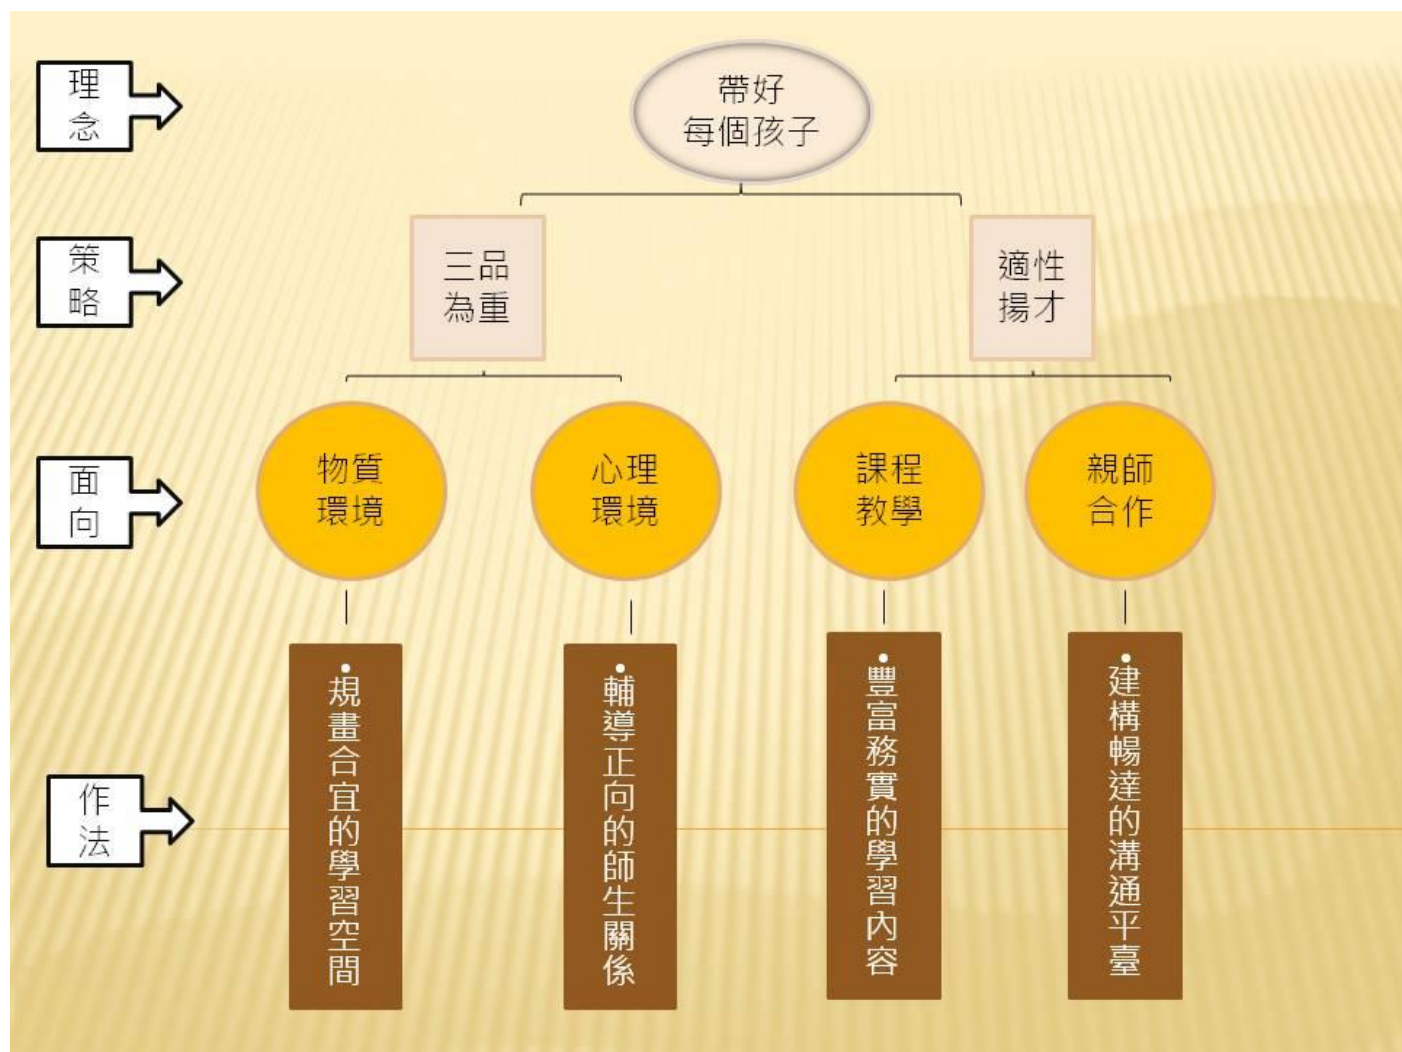 理
念
帶好
每個孩子
策
略
三品
為重
適性
揚才
面
向
物質
環境
心理
環境
課程
教學
親師
合作
作
法
•規畫合宜的學習空間
•輔導正向的師生關係
•豐富務實的學習內容
•建構暢達的溝通平臺